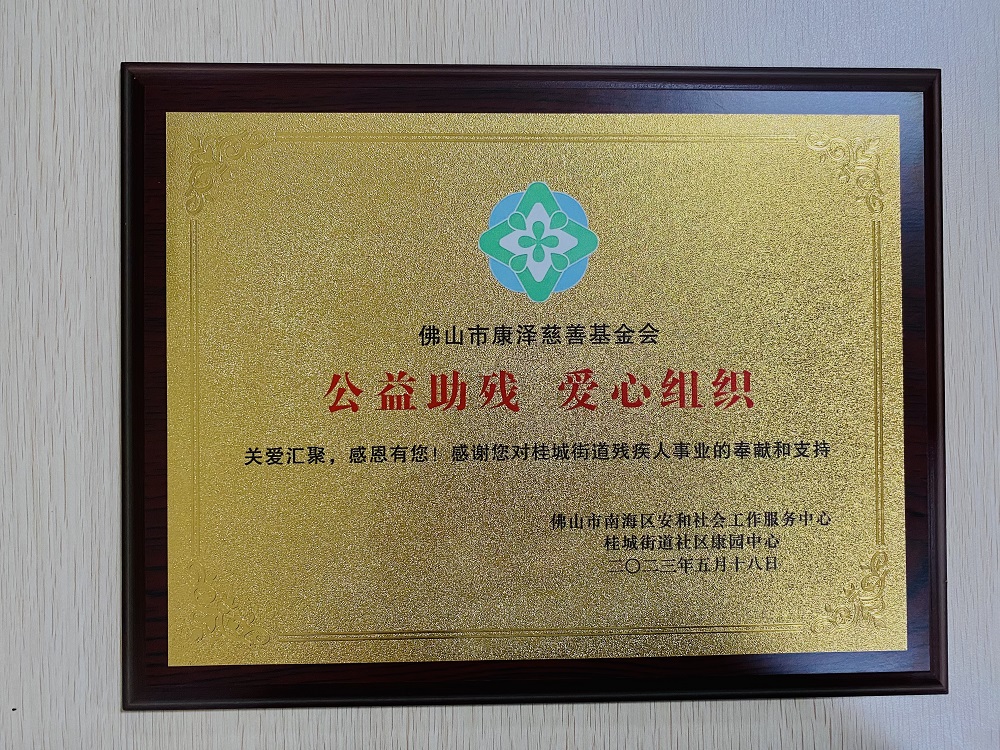 佛山市康泽慈善基金会
公益助残 爱心组织
关爱汇聚，感恩有您！感谢您对桂城街道残疾人事业的奉献和支持
佛山市南海区安和社会工作服务中心
桂城街道社区康园中心
二〇二三年五月十八日